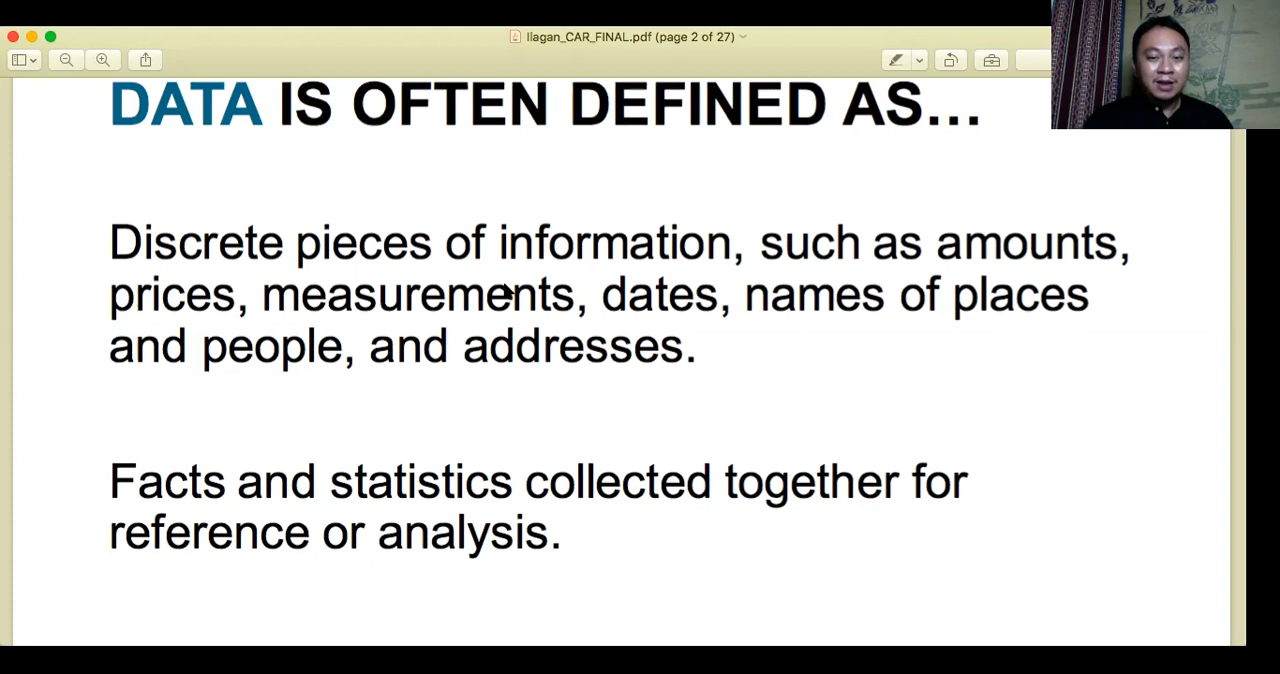 Ilagan_CAR_FINAL.pdf (page 2 of 27)
DATA IS OFTEN DEFINED AS…
Discrete pieces of information, such as amounts,
prices, measurements, dates, names of places
and people, and addresses.
Facts and statistics collected together for
reference or analysis.